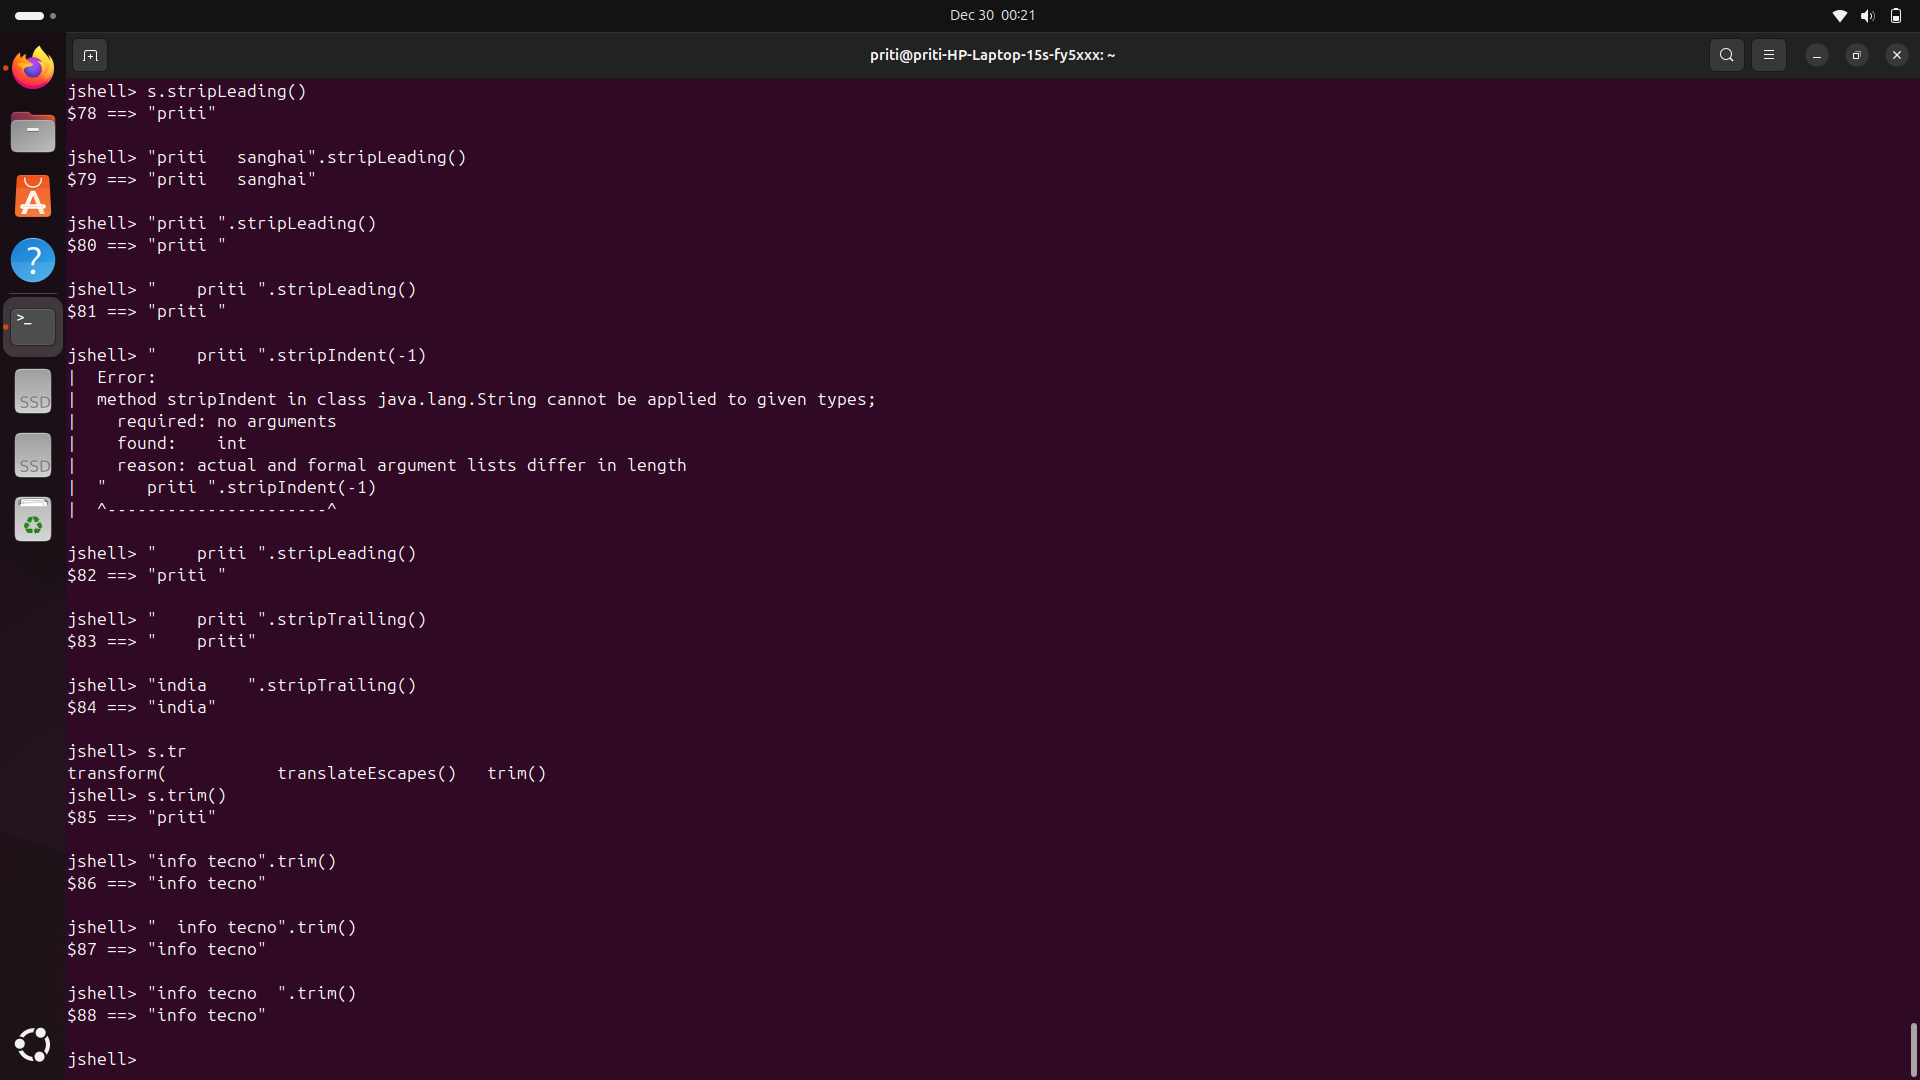 Dec 30  00:21
priti@priti-HP-Laptop-15s-fy5xxx: ~
jshell> s.stripLeading()
$78 ==> "priti"
jshell> "priti   sanghai".stripLeading()
$79 ==> "priti   sanghai"
jshell> "priti ".stripLeading()
$80 ==> "priti "
jshell> "    priti ".stripLeading()
$81 ==> "priti "
jshell> "    priti ".stripIndent(-1)
|  Error:
|  method stripIndent in class java.lang.String cannot be applied to given types;
|    required: no arguments
|    found:    int
|    reason: actual and formal argument lists differ in length
|  "    priti ".stripIndent(-1)
|  ^----------------------^
jshell> "    priti ".stripLeading()
$82 ==> "priti "
jshell> "    priti ".stripTrailing()
$83 ==> "    priti"
jshell> "india    ".stripTrailing()
$84 ==> "india"
jshell> s.tr
transform(           translateEscapes()   trim()
jshell> s.trim()
$85 ==> "priti"
jshell> "info tecno".trim()
$86 ==> "info tecno"
jshell> "  info tecno".trim()
$87 ==> "info tecno"
jshell> "info tecno  ".trim()
$88 ==> "info tecno"
jshell>
?
>_
SSD
SSD